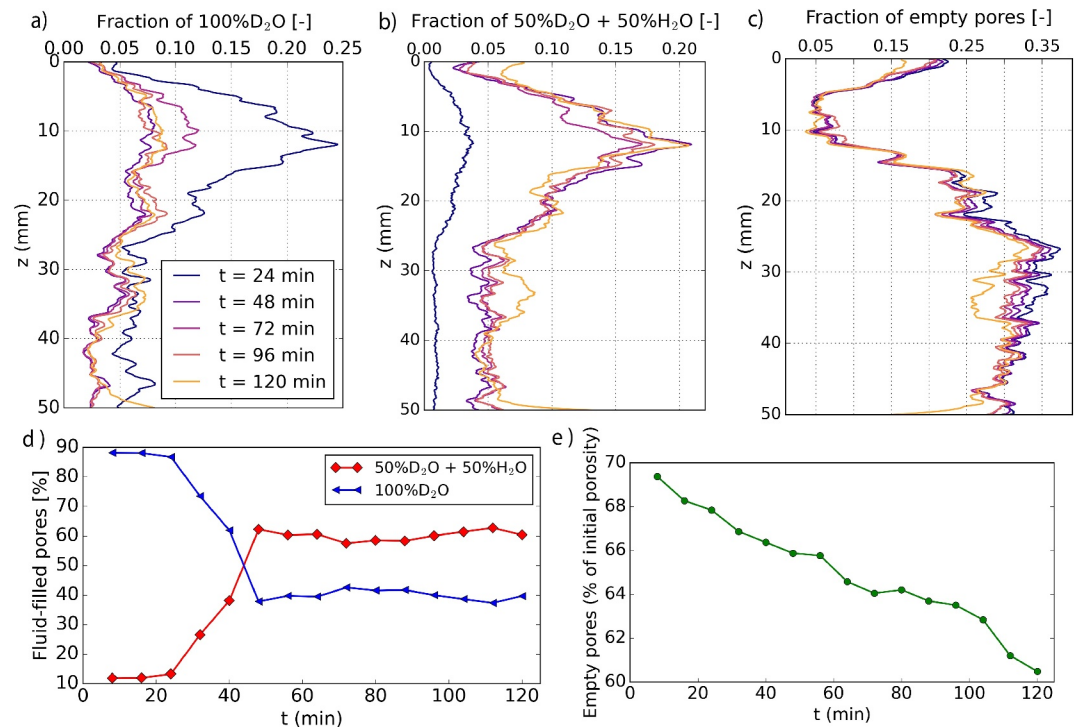 a) Fraction of 100%D₂O [-]
0.00 0.05 0.10 0.15 0.20 0.25
0
10
20
30
40
50
z (mm)
t = 24 min
t = 48 min
t = 72 min
t = 96 min
t = 120 min
b) Fraction of 50%D₂O + 50%H₂O [-]
0.00 0.05 0.10 0.15 0.20
0
10
20
30
40
50
z (mm)
c) Fraction of empty pores [-]
0.05 0.15 0.25 0.35
0
10
20
30
40
50
z (mm)
d)
Fluid-filled pores [%]
90
80
70
60
50
40
30
20
10
50%D₂O + 50%H₂O
100%D₂O
0 20 40 60 80 100 120
t (min)
e)
Empty pores (% of initial porosity)
70
68
66
64
62
60
0 20 40 60 80 100 120
t (min)